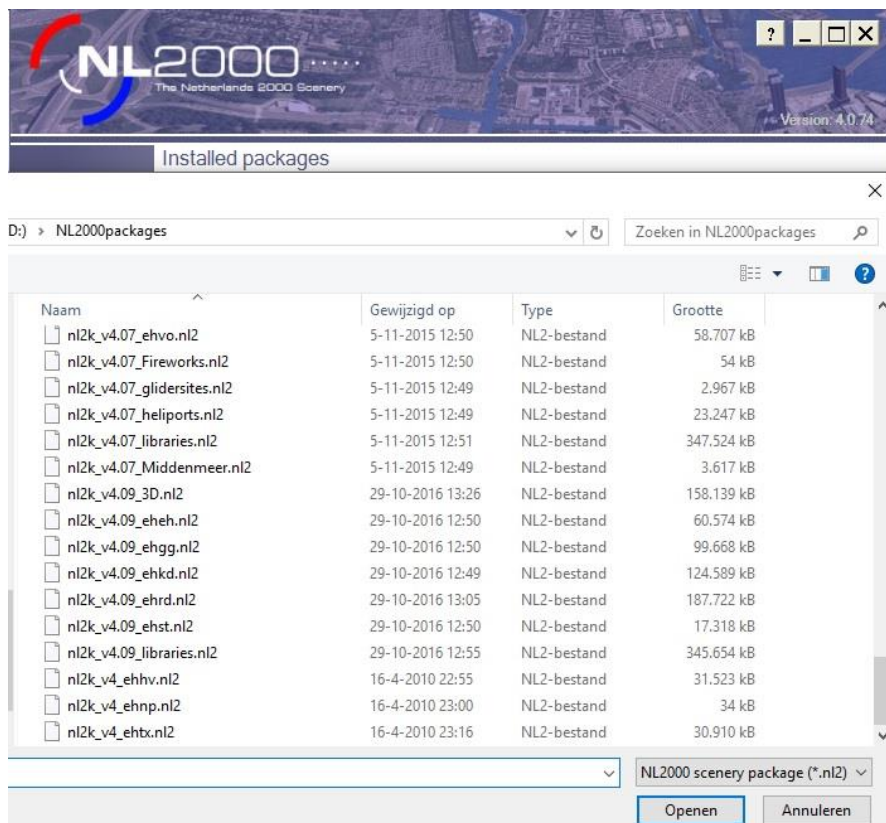 NL2000
The Netherlands 2000 Scenery
?
Version: 4.0.74
Installed packages
D:) › NL2000packages
Zoeken in NL2000packages
?
Naam Gewijzigd op Type Grootte
nl2k_v4.07_ehvo.nl2 5-11-2015 12:50 NL2-bestand 58.707 kB
nl2k_v4.07_Fireworks.nl2 5-11-2015 12:50 NL2-bestand 54 kB
nl2k_v4.07_glidersites.nl2 5-11-2015 12:49 NL2-bestand 2.967 kB
nl2k_v4.07_heliports.nl2 5-11-2015 12:49 NL2-bestand 23.247 kB
nl2k_v4.07_libraries.nl2 5-11-2015 12:51 NL2-bestand 347.524 kB
nl2k_v4.07_Middenmeer.nl2 5-11-2015 12:49 NL2-bestand 3.617 kB
nl2k_v4.09_3D.nl2 29-10-2016 13:26 NL2-bestand 158.139 kB
nl2k_v4.09_eheh.nl2 29-10-2016 12:50 NL2-bestand 60.574 kB
nl2k_v4.09_ehgg.nl2 29-10-2016 12:50 NL2-bestand 99.668 kB
nl2k_v4.09_ehkd.nl2 29-10-2016 12:49 NL2-bestand 124.589 kB
nl2k_v4.09_ehrd.nl2 29-10-2016 13:05 NL2-bestand 187.722 kB
nl2k_v4.09_ehst.nl2 29-10-2016 12:50 NL2-bestand 17.318 kB
nl2k_v4.09_libraries.nl2 29-10-2016 12:55 NL2-bestand 345.654 kB
nl2k_v4_ehhv.nl2 16-4-2010 22:55 NL2-bestand 31.523 kB
nl2k_v4_ehnp.nl2 16-4-2010 23:00 NL2-bestand 34 kB
nl2k_v4_ehtx.nl2 16-4-2010 23:16 NL2-bestand 30.910 kB
NL2000 scenery package (*.nl2)
Openen Annuleren